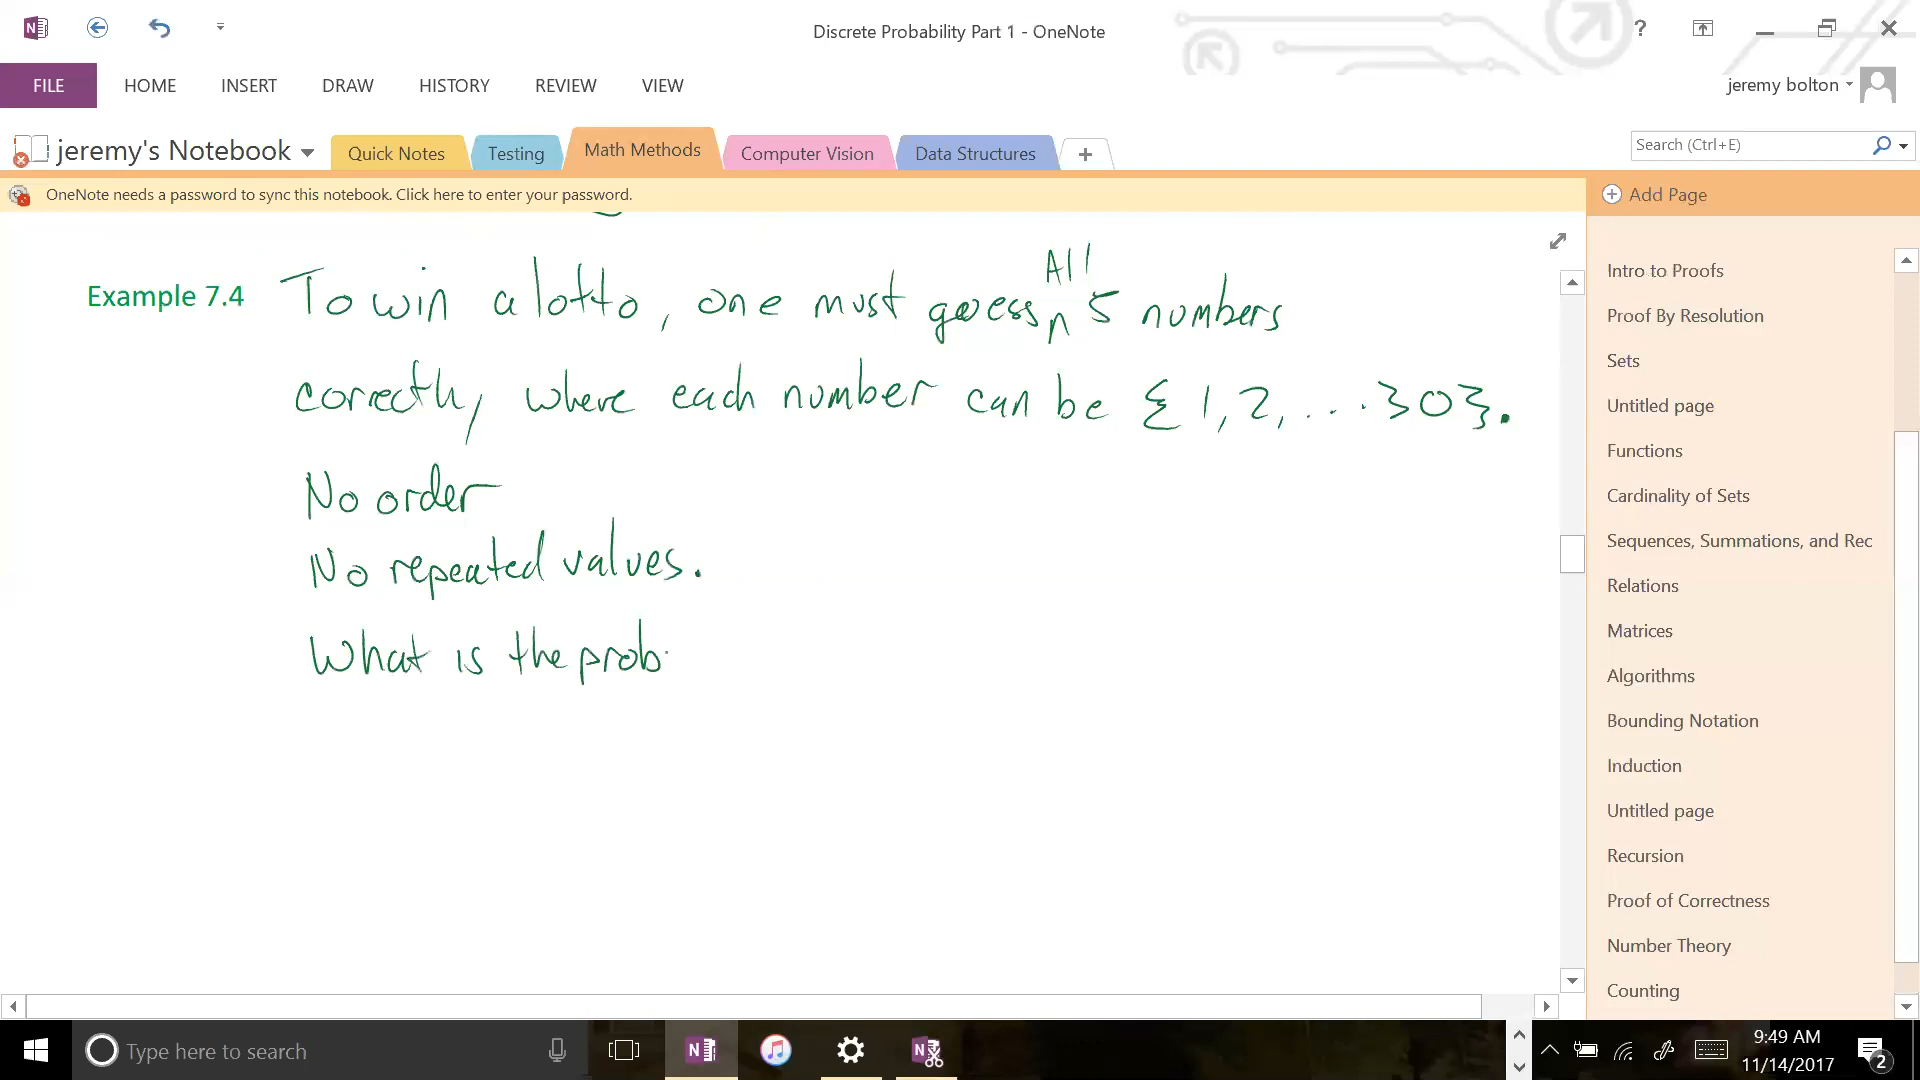 Discrete Probability Part 1 - OneNote
?
FILE HOME INSERT DRAW HISTORY REVIEW VIEW
jeremy bolton
jeremy's Notebook
Quick Notes Testing Math Methods Computer Vision Data Structures +
Search (Ctrl+E)
OneNote needs a password to sync this notebook. Click here to enter your password.
Add Page
Example 7.4 To win a lotto, one must guess ∧ 5 numbers
All
correctly, where each number can be {1, 2, ... 30}.
No order
No repeated values.
What is the prob
Intro to Proofs
Proof By Resolution
Sets
Untitled page
Functions
Cardinality of Sets
Sequences, Summations, and Rec
Relations
Matrices
Algorithms
Bounding Notation
Induction
Untitled page
Recursion
Proof of Correctness
Number Theory
Counting
Type here to search
9:49 AM
11/14/2017
2